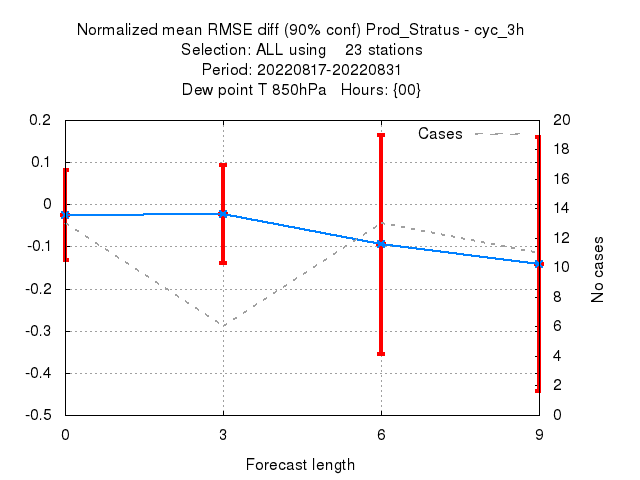 Normalized mean RMSE diff (90% conf) Prod_Stratus - cyc_3h
Selection: ALL using    23 stations
Period: 20220817-20220831
Dew point T 850hPa   Hours: {00}
Cases
0.2
0.1
0
-0.1
-0.2
-0.3
-0.4
-0.5
20
18
16
14
12
10
8
6
4
2
0
No cases
0 3 6 9
Forecast length